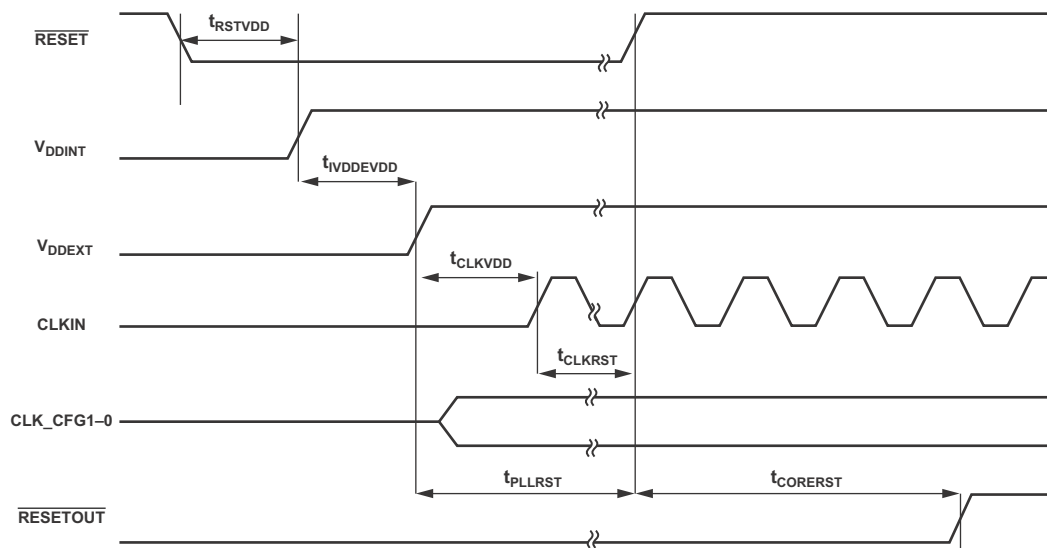 RESET
tRSTVDD
VDDINT
tIVDDEVDD
VDDEXT
tCLKVDD
CLKIN
tCLKRST
CLK_CFG1–0
tPLLRST
tCORERST
RESETOUT